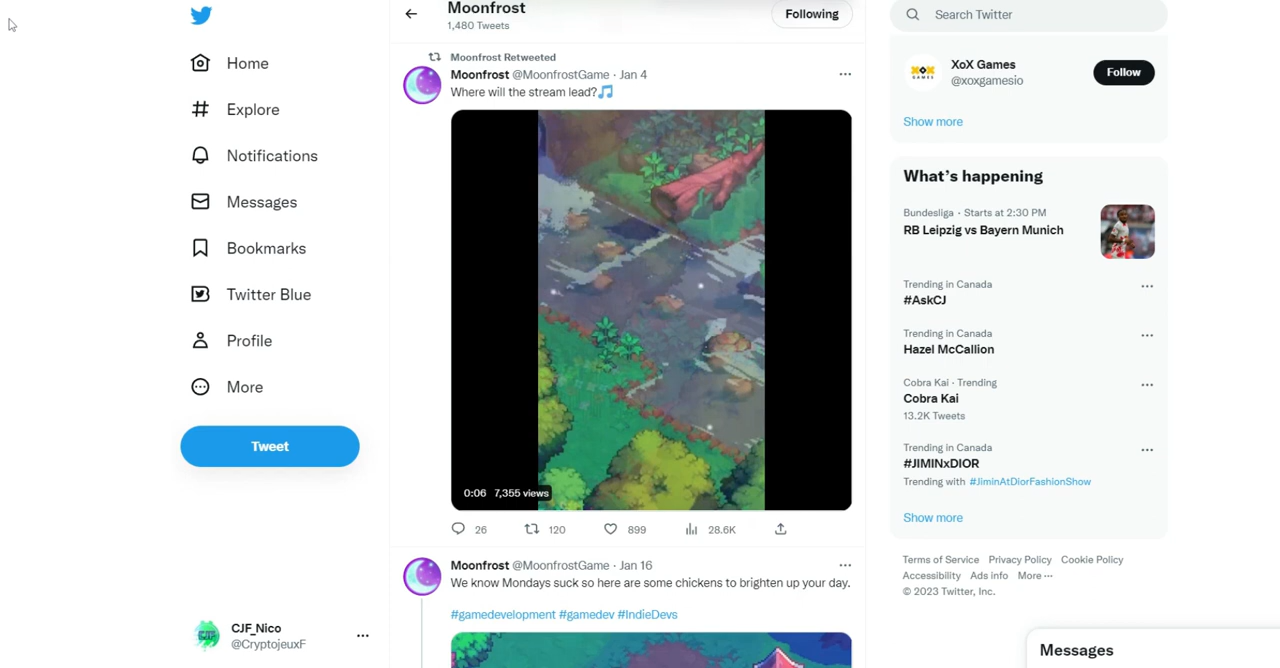 Home
Explore
Notifications
Messages
Bookmarks
Twitter Blue
Profile
More
Tweet
CJF_Nico
@CryptojeuxF
Moonfrost
1,480 Tweets
Following
Moonfrost Retweeted
Moonfrost @MoonfrostGame · Jan 4
Where will the stream lead?🎵
0:06 7,355 views
26 120 899 28.6K
Moonfrost @MoonfrostGame · Jan 16
We know Mondays suck so here are some chickens to brighten up your day.
#gamedevelopment #gamedev #IndieDevs
Search Twitter
XoX Games
@xoxgamesio
Follow
Show more
What's happening
Bundesliga · Starts at 2:30 PM
RB Leipzig vs Bayern Munich
Trending in Canada
#AskCJ
Trending in Canada
Hazel McCallion
Cobra Kai · Trending
Cobra Kai
13.2K Tweets
Trending in Canada
#JIMINxDIOR
Trending with #JiminAtDiorFashionShow
Show more
Terms of Service Privacy Policy Cookie Policy
Accessibility Ads info More ···
© 2023 Twitter, Inc.
Messages